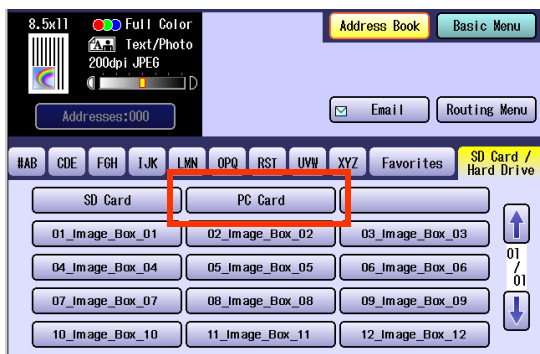 8.5x11 Full Color
Text/Photo
200dpi JPEG
D
Addresses:000
Address Book
Basic Menu
Email
Routing Menu
#AB CDE FGH IJK LMN OPQ RST UVW XYZ Favorites SD Card /
Hard Drive
SD Card PC Card
01_Image_Box_01 02_Image_Box_02 03_Image_Box_03
04_Image_Box_04 05_Image_Box_05 06_Image_Box_06
07_Image_Box_07 08_Image_Box_08 09_Image_Box_09
10_Image_Box_10 11_Image_Box_11 12_Image_Box_12
01
/
01